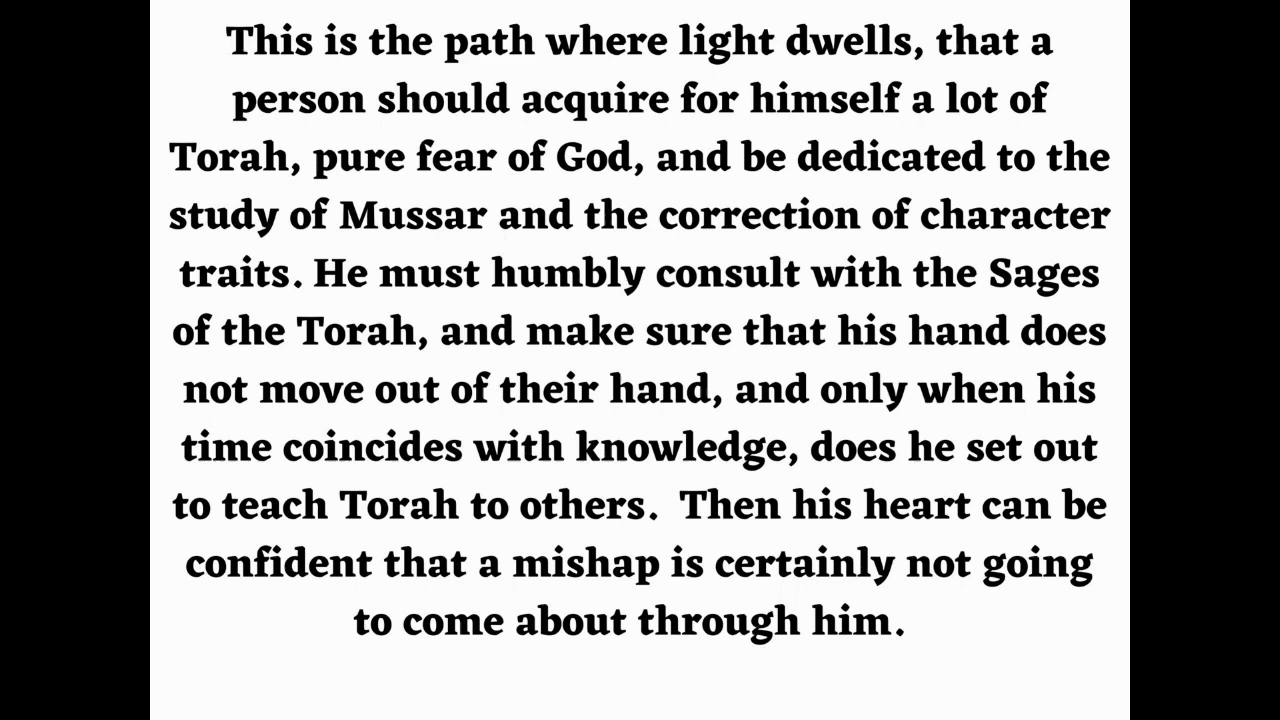 This is the path where light dwells, that a
person should acquire for himself a lot of
Torah, pure fear of God, and be dedicated to the
study of Mussar and the correction of character
traits. He must humbly consult with the Sages
of the Torah, and make sure that his hand does
not move out of their hand, and only when his
time coincides with knowledge, does he set out
to teach Torah to others.  Then his heart can be
confident that a mishap is certainly not going
to come about through him.